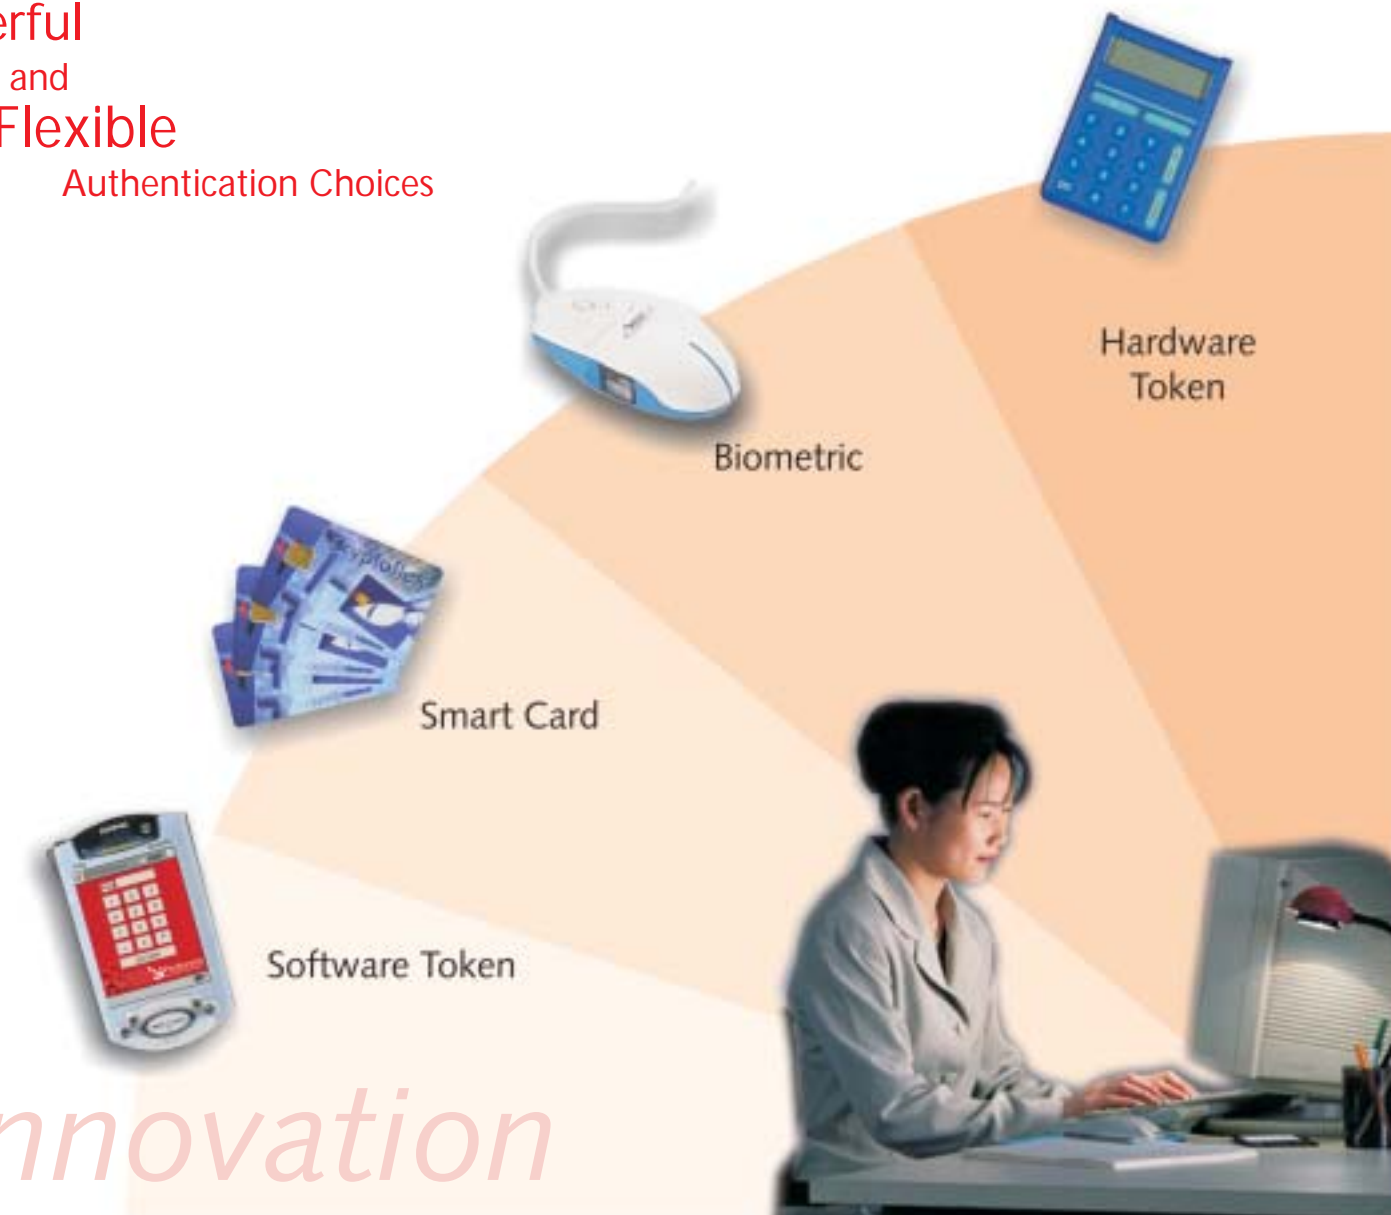 erful
and
Flexible
Authentication Choices
Hardware
Token
Biometric
Smart Card
Software Token
nnovation